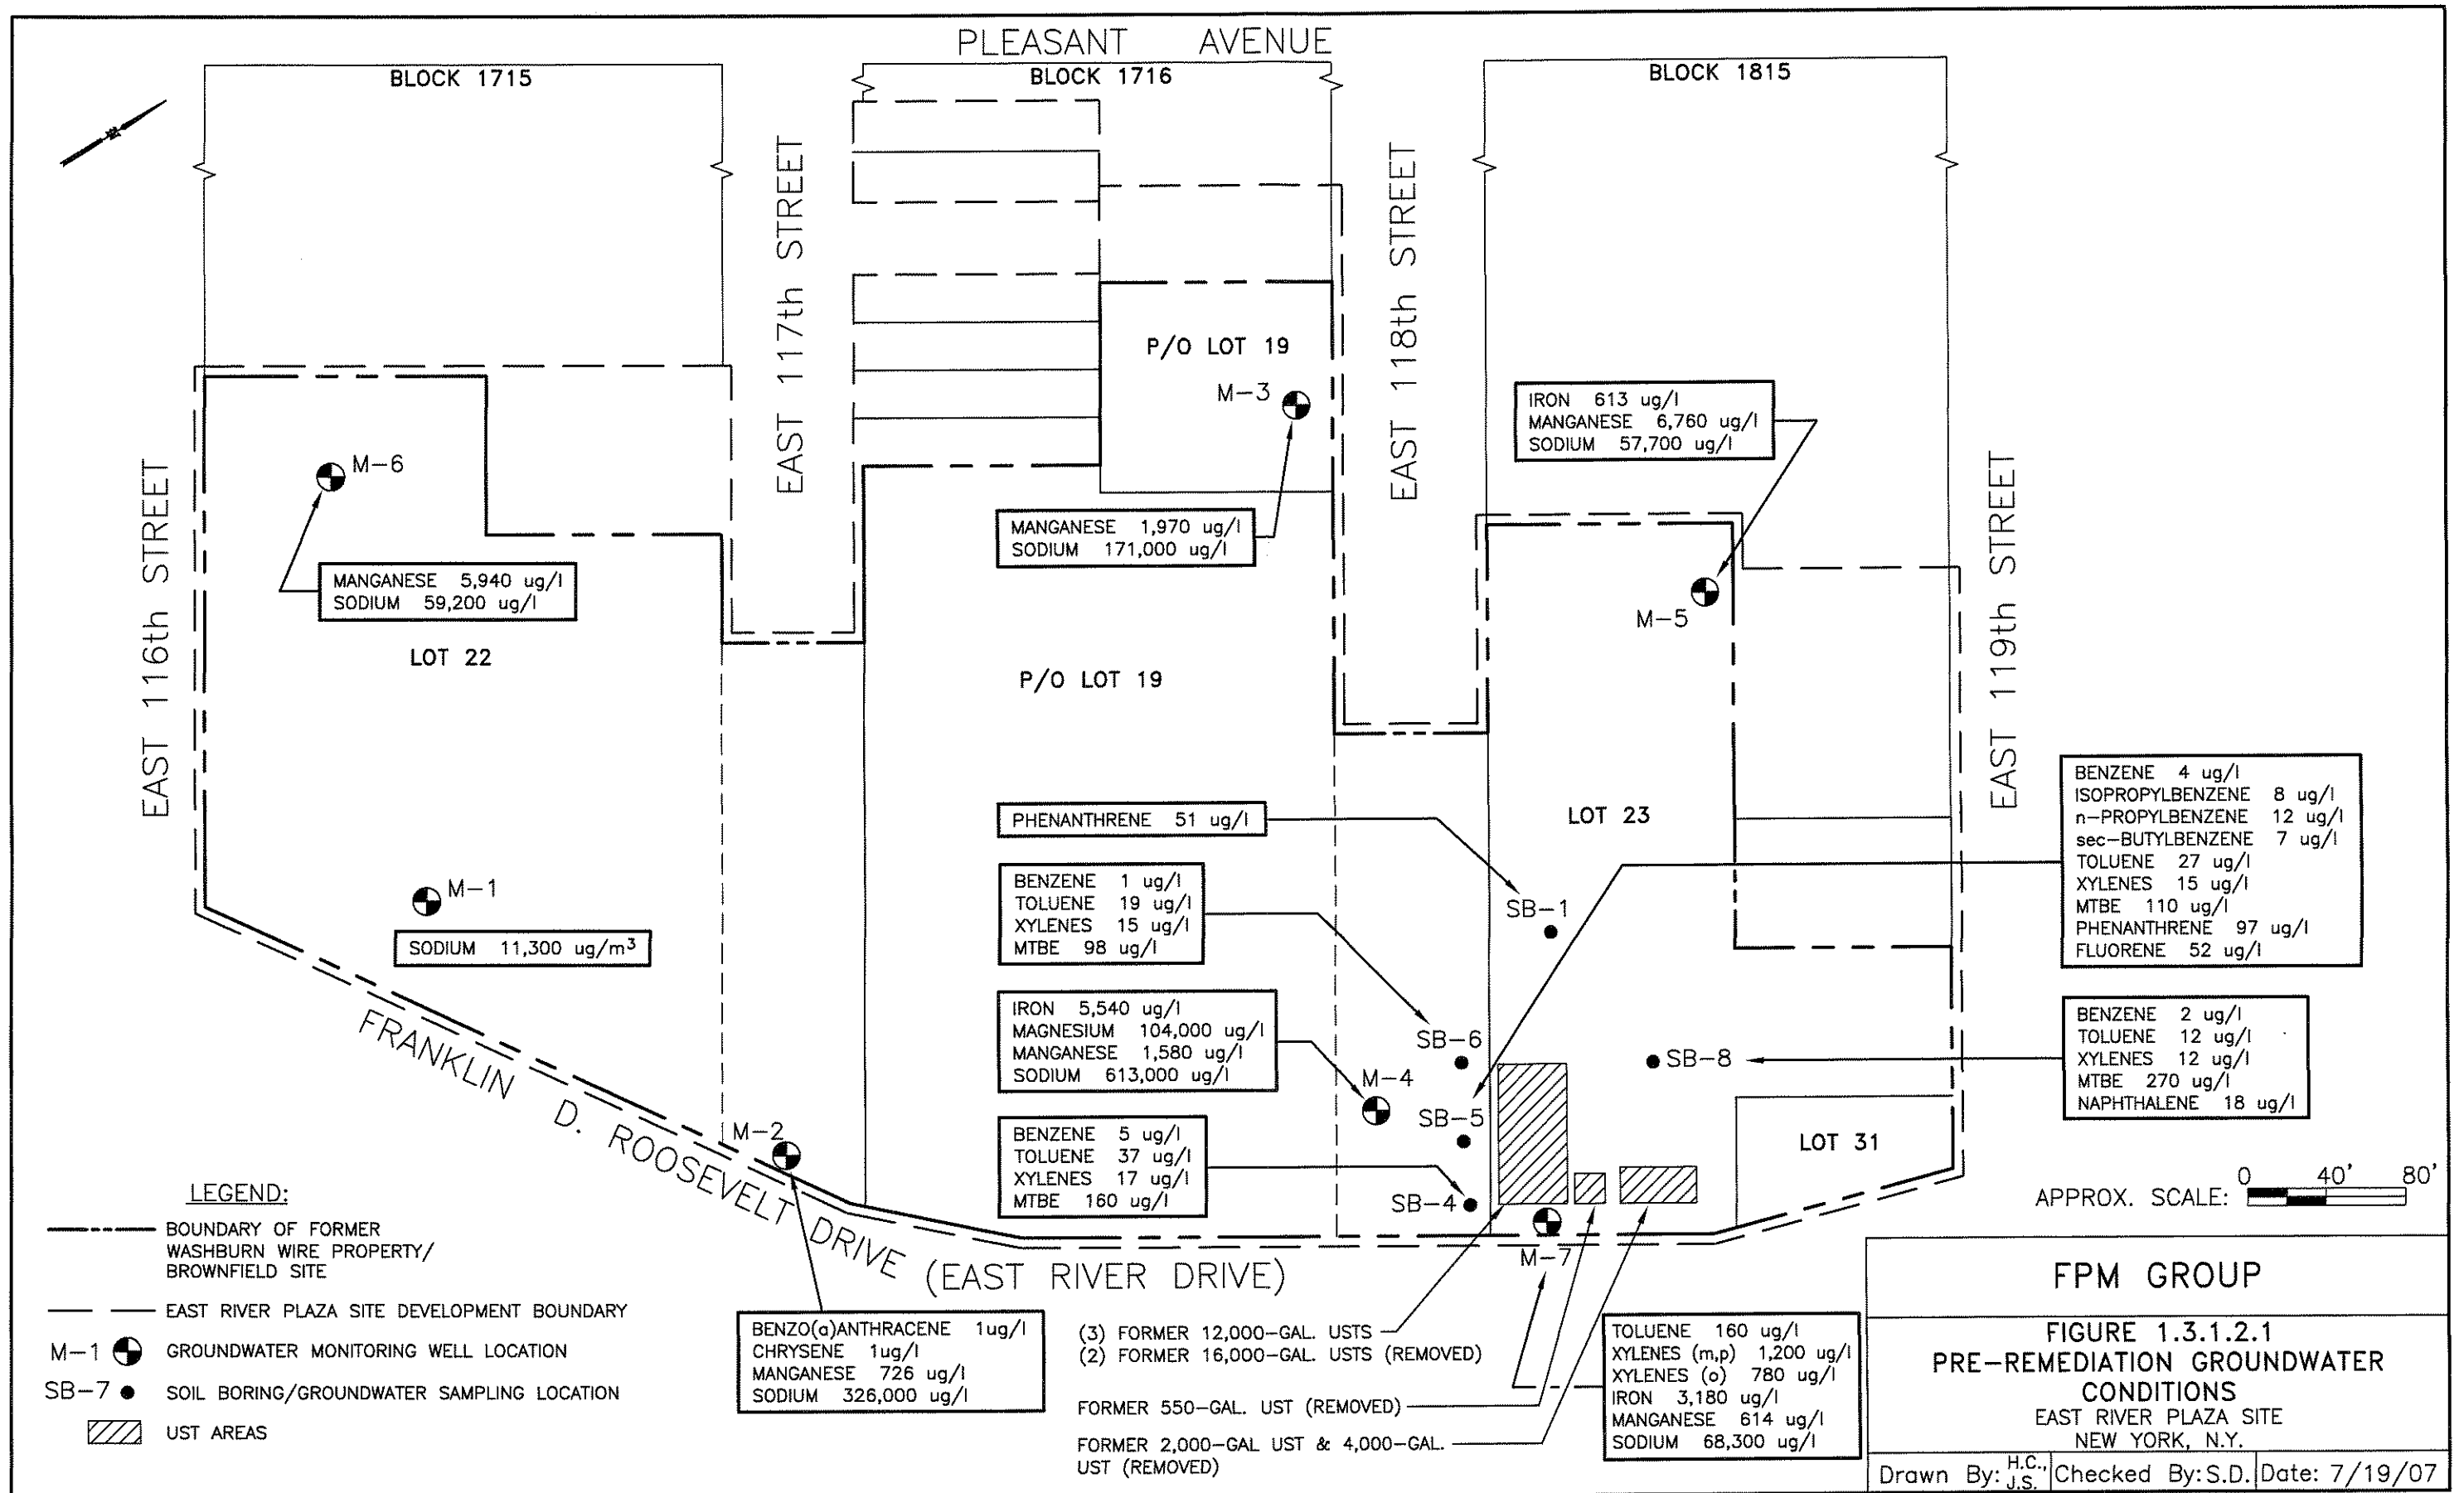 PLEASANT AVENUE
BLOCK 1715
BLOCK 1716
BLOCK 1815
EAST 116th STREET
EAST 117th STREET
EAST 118th STREET
EAST 119th STREET
P/O LOT 19
M-3
MANGANESE 1,970 ug/l
SODIUM 171,000 ug/l
IRON 613 ug/l
MANGANESE 6,760 ug/l
SODIUM 57,700 ug/l
M-5
M-6
MANGANESE 5,940 ug/l
SODIUM 59,200 ug/l
LOT 22
P/O LOT 19
LOT 23
M-1
SODIUM 11,300 ug/m³
PHENANTHRENE 51 ug/l
SB-1
BENZENE 1 ug/l
TOLUENE 19 ug/l
XYLENES 15 ug/l
MTBE 98 ug/l
SB-6
IRON 5,540 ug/l
MAGNESIUM 104,000 ug/l
MANGANESE 1,580 ug/l
SODIUM 613,000 ug/l
M-4
BENZENE 5 ug/l
TOLUENE 37 ug/l
XYLENES 17 ug/l
MTBE 160 ug/l
SB-4
SB-5
BENZENE 4 ug/l
ISOPROPYLBENZENE 8 ug/l
n-PROPYLBENZENE 12 ug/l
sec-BUTYLBENZENE 7 ug/l
TOLUENE 27 ug/l
XYLENES 15 ug/l
MTBE 110 ug/l
PHENANTHRENE 97 ug/l
FLUORENE 52 ug/l
SB-8
BENZENE 2 ug/l
TOLUENE 12 ug/l
XYLENES 12 ug/l
MTBE 270 ug/l
NAPHTHALENE 18 ug/l
LOT 31
APPROX. SCALE: 0 40' 80'
M-2
FRANKLIN D. ROOSEVELT DRIVE (EAST RIVER DRIVE)
M-7
BENZO(a)ANTHRACENE 1ug/l
CHRYSENE 1ug/l
MANGANESE 726 ug/l
SODIUM 326,000 ug/l
(3) FORMER 12,000-GAL. USTS
(2) FORMER 16,000-GAL. USTS (REMOVED)
FORMER 550-GAL. UST (REMOVED)
FORMER 2,000-GAL UST & 4,000-GAL.
UST (REMOVED)
TOLUENE 160 ug/l
XYLENES (m,p) 1,200 ug/l
XYLENES (o) 780 ug/l
IRON 3,180 ug/l
MANGANESE 614 ug/l
SODIUM 68,300 ug/l
LEGEND:
BOUNDARY OF FORMER
WASHBURN WIRE PROPERTY/
BROWNFIELD SITE
EAST RIVER PLAZA SITE DEVELOPMENT BOUNDARY
M-1 GROUNDWATER MONITORING WELL LOCATION
SB-7 SOIL BORING/GROUNDWATER SAMPLING LOCATION
UST AREAS
FPM GROUP
FIGURE 1.3.1.2.1
PRE-REMEDIATION GROUNDWATER
CONDITIONS
EAST RIVER PLAZA SITE
NEW YORK, N.Y.
Drawn By: H.C., J.S. Checked By: S.D. Date: 7/19/07